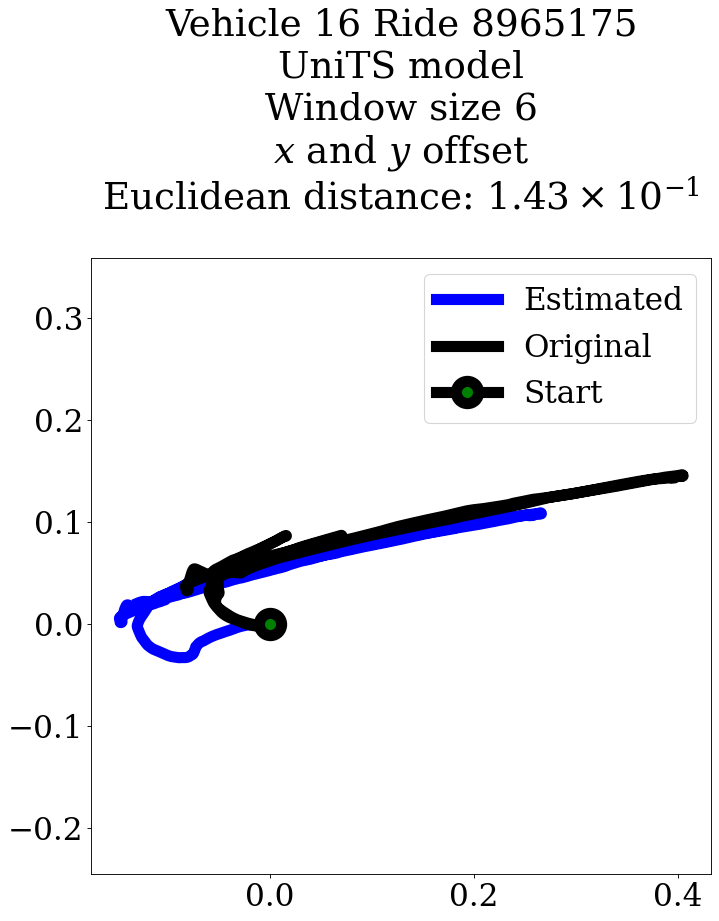 Vehicle 16 Ride 8965175
UniTS model
Window size 6
x and y offset
Euclidean distance: 1.43 × 10⁻¹
Estimated
Original
Start
0.3
0.2
0.1
0.0
−0.1
−0.2
0.0 0.2 0.4